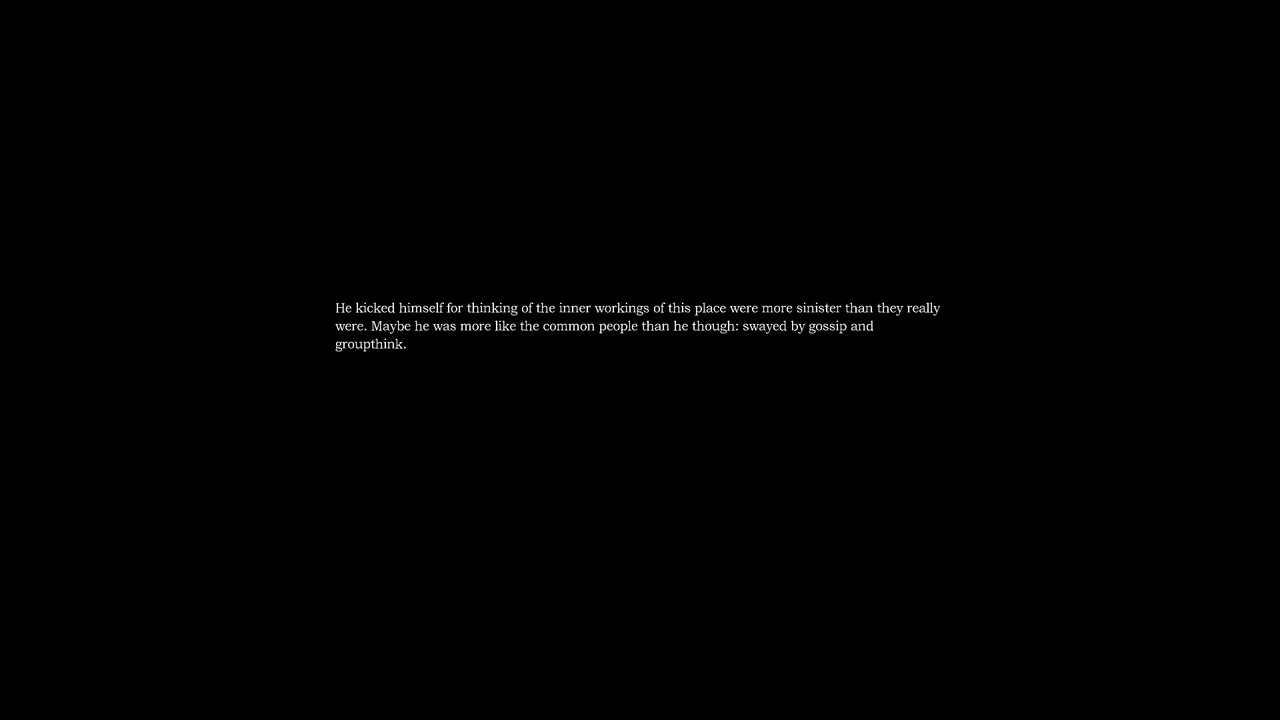 He kicked himself for thinking of the inner workings of this place were more sinister than they really
were. Maybe he was more like the common people than he though: swayed by gossip and
groupthink.